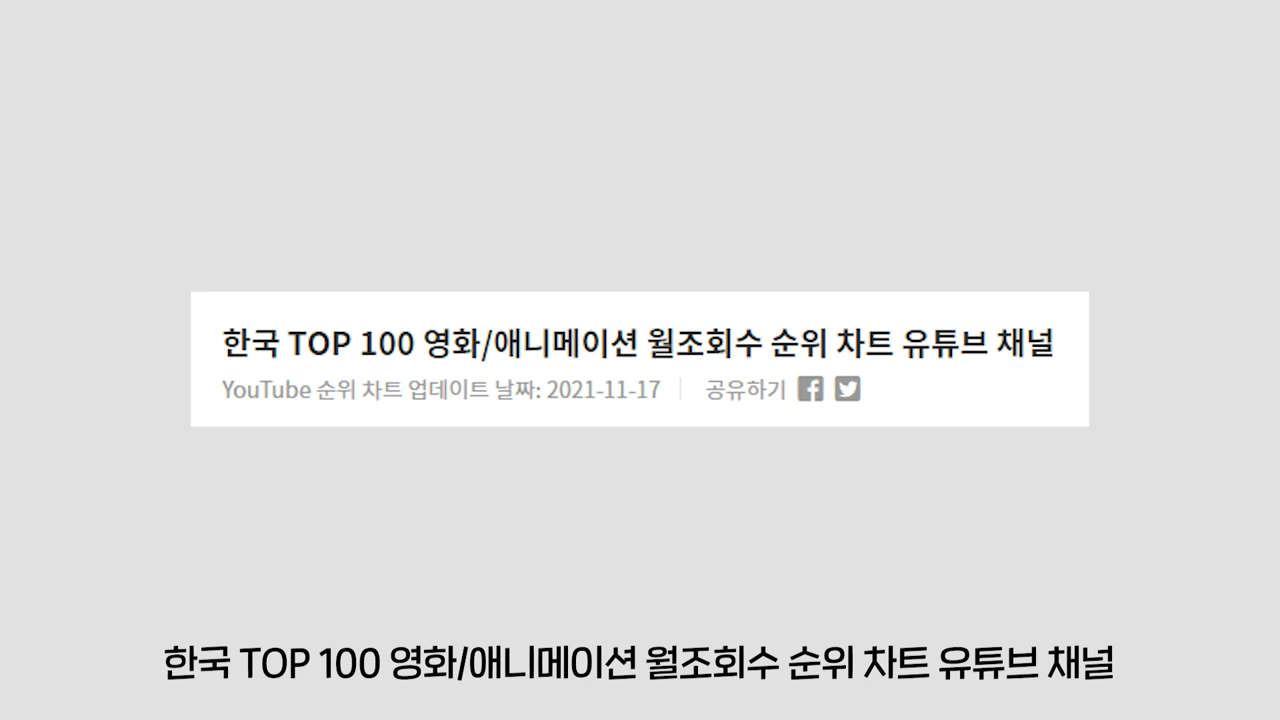 한국 TOP 100 영화/애니메이션 월조회수 순위 차트 유튜브 채널
YouTube 순위 차트 업데이트 날짜: 2021-11-17 공유하기
한국 TOP 100 영화/애니메이션 월조회수 순위 차트 유튜브 채널